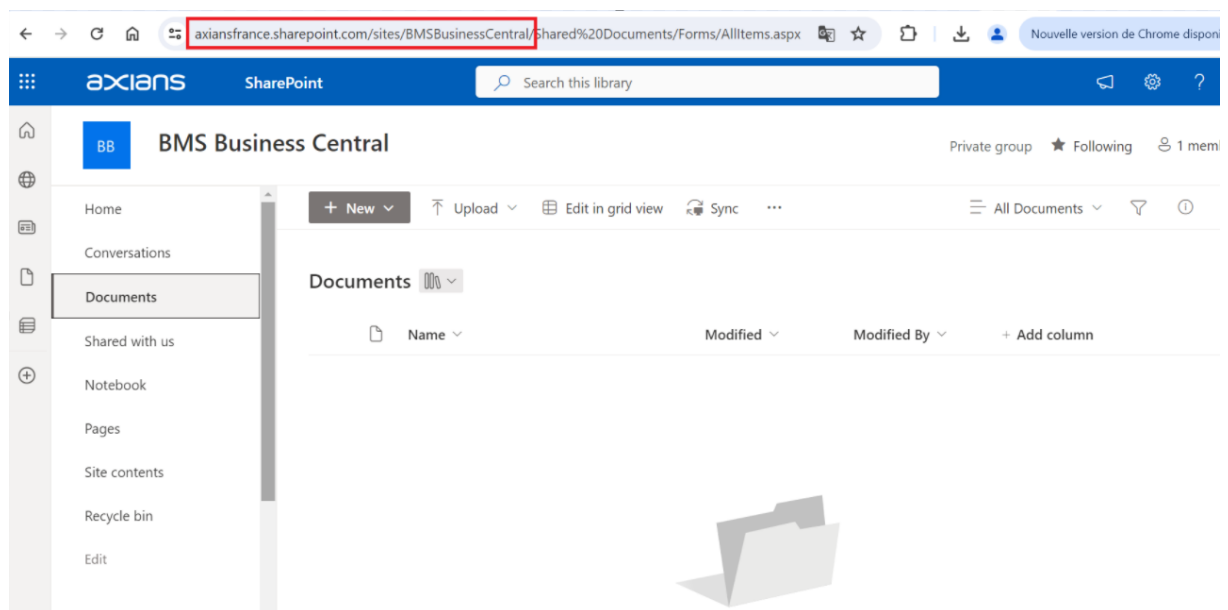 axiansfrance.sharepoint.com/sites/BMSBusinessCentral/Shared%20Documents/Forms/AllItems.aspx
Nouvelle version de Chrome disponi
axians SharePoint Search this library ?
BB BMS Business Central Private group Following 1 memb
Home
Conversations
Documents
Shared with us
Notebook
Pages
Site contents
Recycle bin
Edit
+ New Upload Edit in grid view Sync ... All Documents
Documents
Name Modified Modified By + Add column